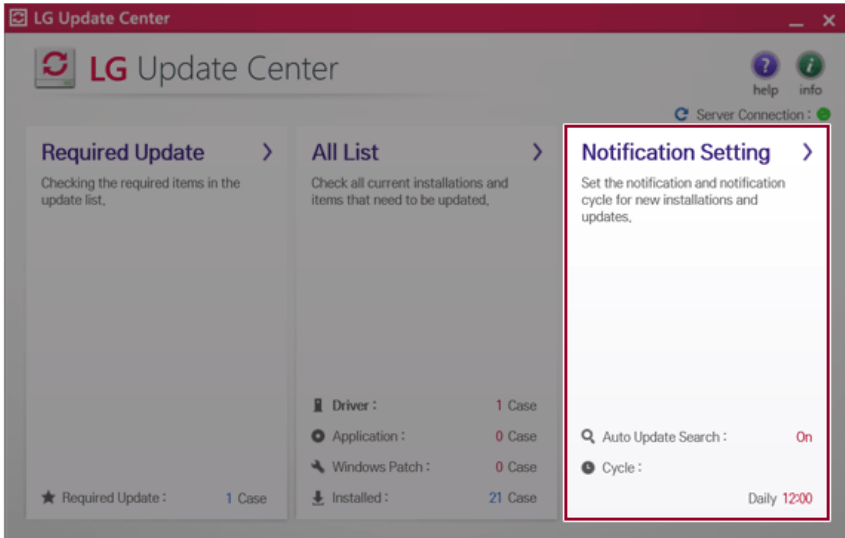 LG Update Center
LG Update Center
help
info
Server Connection :
Required Update
Checking the required items in the
update list.
Required Update :
1 Case
All List
Check all current installations and
items that need to be updated.
Driver :
1 Case
Application :
0 Case
Windows Patch :
0 Case
Installed :
21 Case
Notification Setting
Set the notification and notification
cycle for new installations and
updates.
Auto Update Search :
On
Cycle :
Daily 12:00